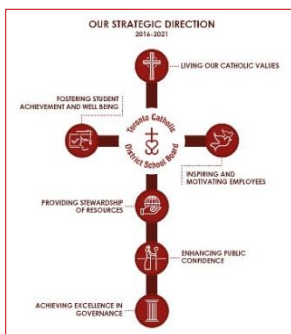 OUR STRATEGIC DIRECTION
2016-2021
LIVING OUR CATHOLIC VALUES
FOSTERING STUDENT
ACHIEVEMENT AND WELL BEING
Toronto Catholic
District School Board
INSPIRING AND
MOTIVATING EMPLOYEES
PROVIDING STEWARDSHIP
OF RESOURCES
ENHANCING PUBLIC
CONFIDENCE
ACHIEVING EXCELLENCE IN
GOVERNANCE